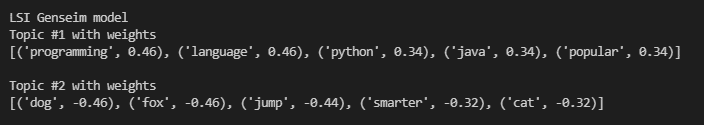 LSI Genseim model
Topic #1 with weights
[('programming', 0.46), ('language', 0.46), ('python', 0.34), ('java', 0.34), ('popular', 0.34)]
Topic #2 with weights
[('dog', -0.46), ('fox', -0.46), ('jump', -0.44), ('smarter', -0.32), ('cat', -0.32)]